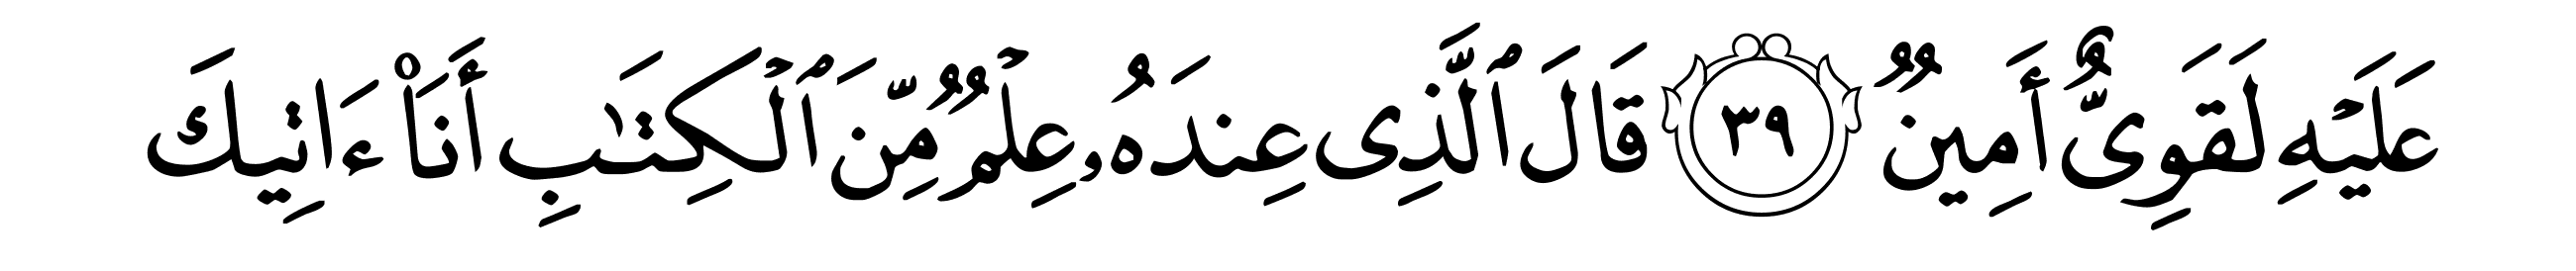 عَلَيۡهِ لَقَوِيٌّ أَمِينٞ ٣٩ قَالَ ٱلَّذِي عِندَهُۥ عِلۡمٞ مِّنَ ٱلۡكِتَٰبِ أَنَا۠ ءَاتِيكَ